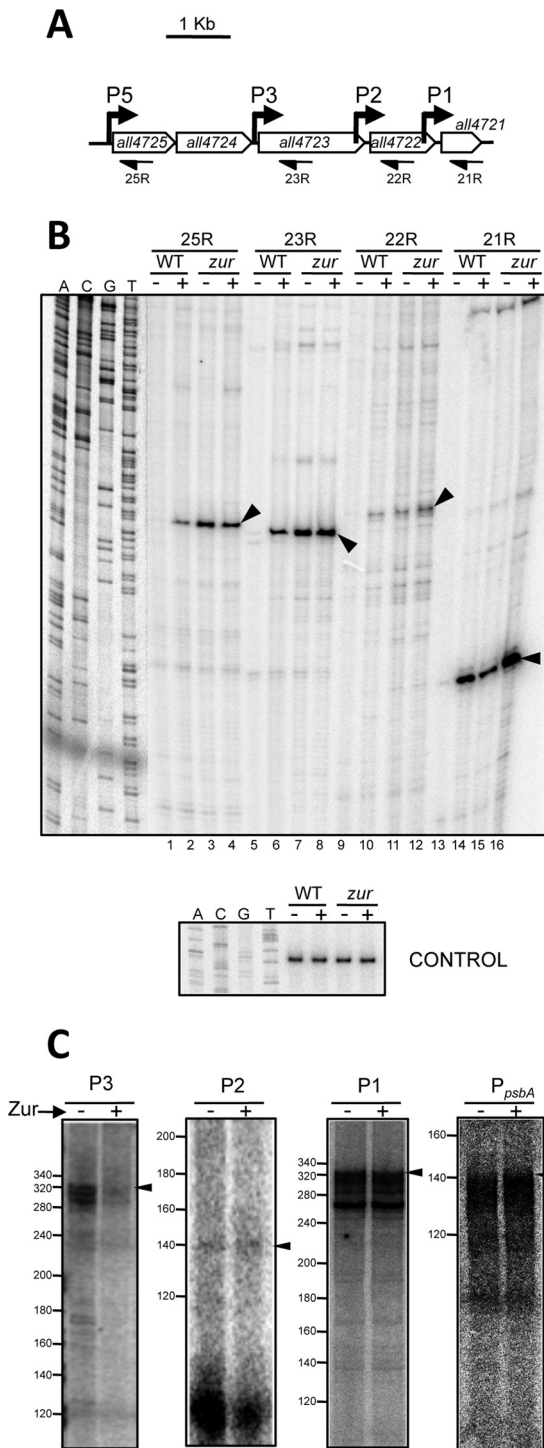 A
1 Kb
P5 P3 P2 P1
all4721
all4725 all4724 all4723 all4722
25R 23R 22R 21R
B
25R 23R 22R 21R
WT zur WT zur WT zur WT zur
A C G T - + - + - + - + - + - + - + - +
1 2 3 4 5 6 7 8 9 10 11 12 13 14 15 16
WT zur
A C G T - + - + CONTROL
C
P3 P2 P1 PpsbA
Zur - + - + - + - +
340
320
280
240
200
180
160
140
120
200
180
160
140
120
340
320
280
240
200
180
160
140
120
160
140
120